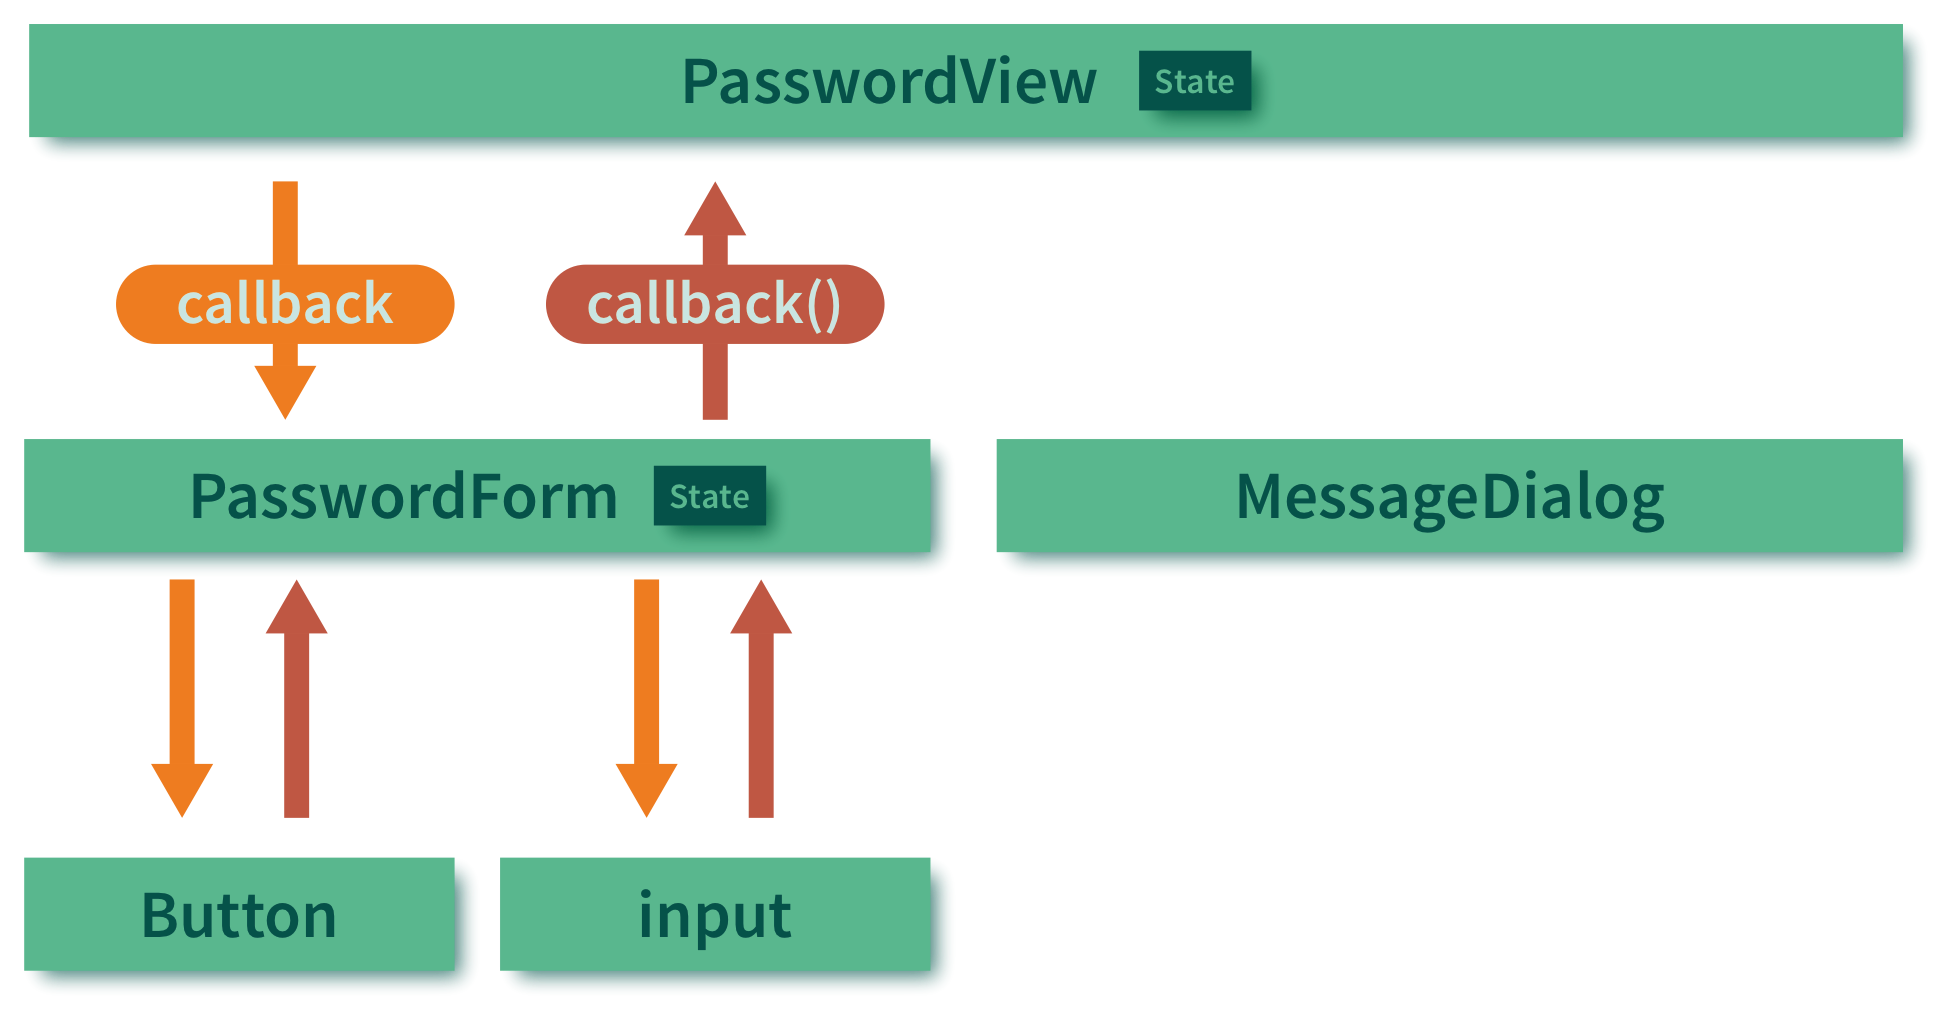 PasswordView State
callback
callback()
PasswordForm State
MessageDialog
Button
input